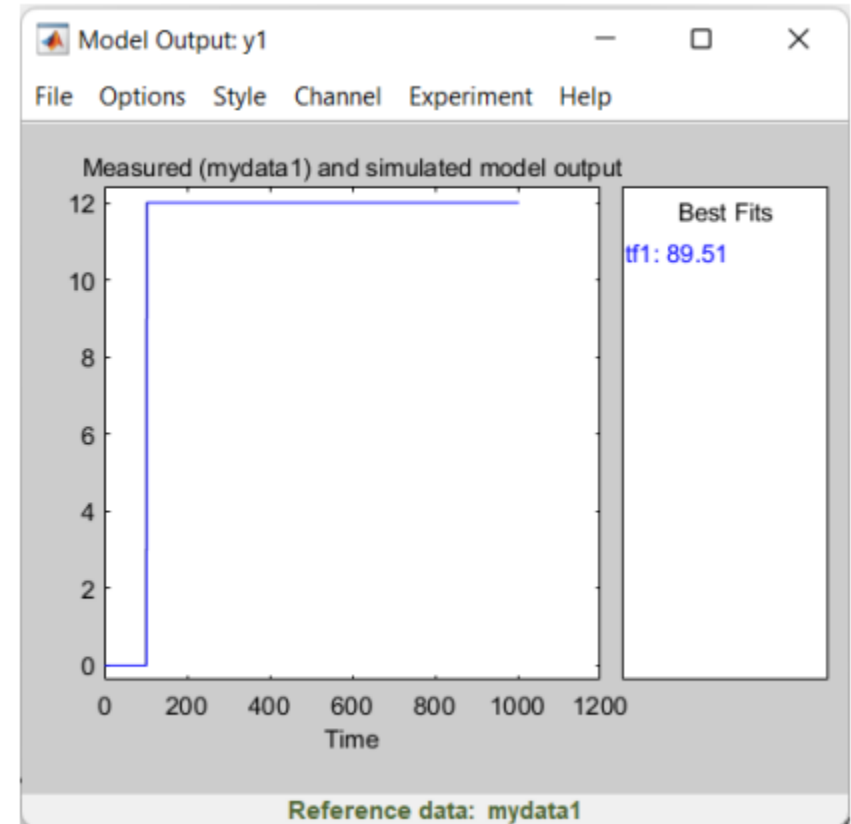 Model Output: y1
File Options Style Channel Experiment Help
Measured (mydata1) and simulated model output
12
10
8
6
4
2
0
0 200 400 600 800 1000 1200
Time
Best Fits
tf1: 89.51
Reference data: mydata1